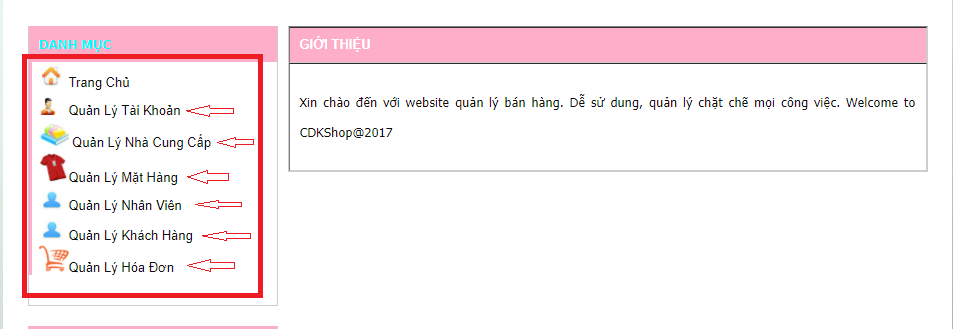 DANH MỤC
Trang Chủ
Quản Lý Tài Khoản
Quản Lý Nhà Cung Cấp
Quản Lý Mặt Hàng
Quản Lý Nhân Viên
Quản Lý Khách Hàng
Quản Lý Hóa Đơn
GIỚI THIỆU
Xin chào đến với website quản lý bán hàng. Dễ sử dung, quản lý chặt chẽ mọi công việc. Welcome to
CDKShop@2017